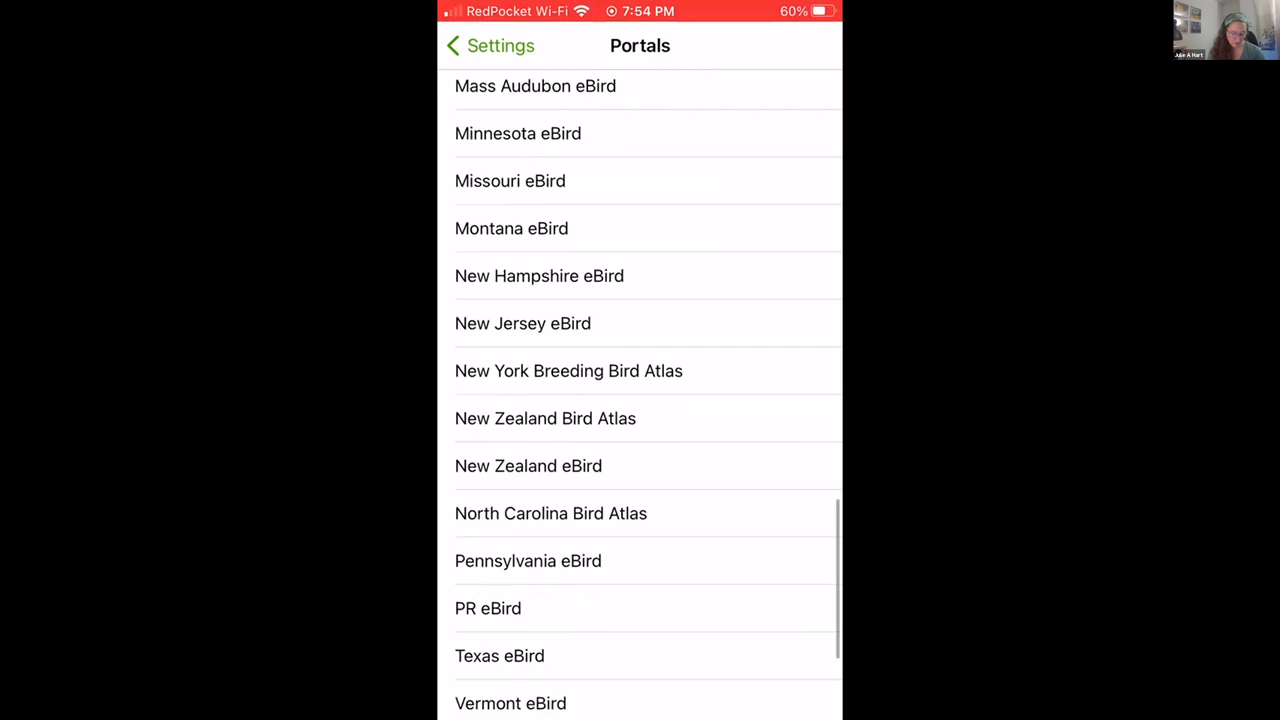 RedPocket Wi-Fi 7:54 PM 60%
Settings Portals
Mass Audubon eBird
Minnesota eBird
Missouri eBird
Montana eBird
New Hampshire eBird
New Jersey eBird
New York Breeding Bird Atlas
New Zealand Bird Atlas
New Zealand eBird
North Carolina Bird Atlas
Pennsylvania eBird
PR eBird
Texas eBird
Vermont eBird
Julie A Hart